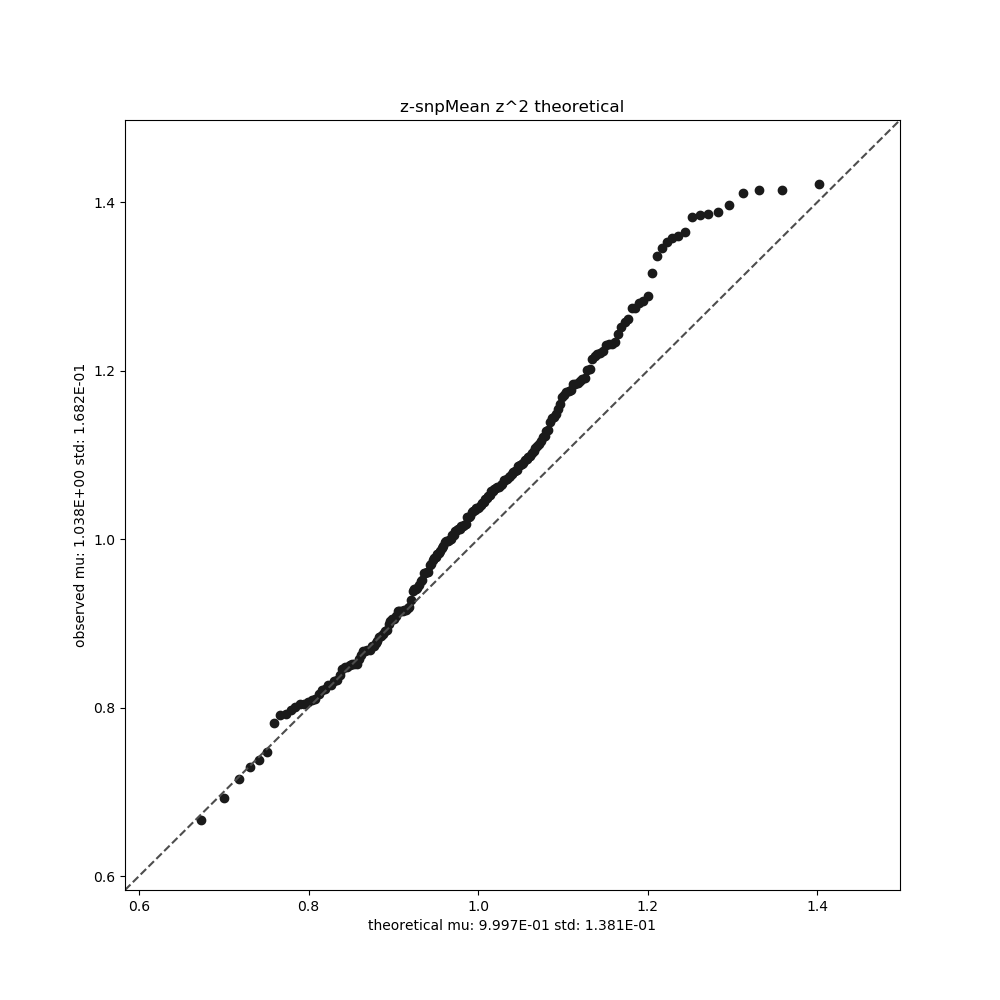 z-snpMean z^2 theoretical
observed mu: 1.038E+00 std: 1.682E-01
1.4
1.2
1.0
0.8
0.6
0.6 0.8 1.0 1.2 1.4
theoretical mu: 9.997E-01 std: 1.381E-01